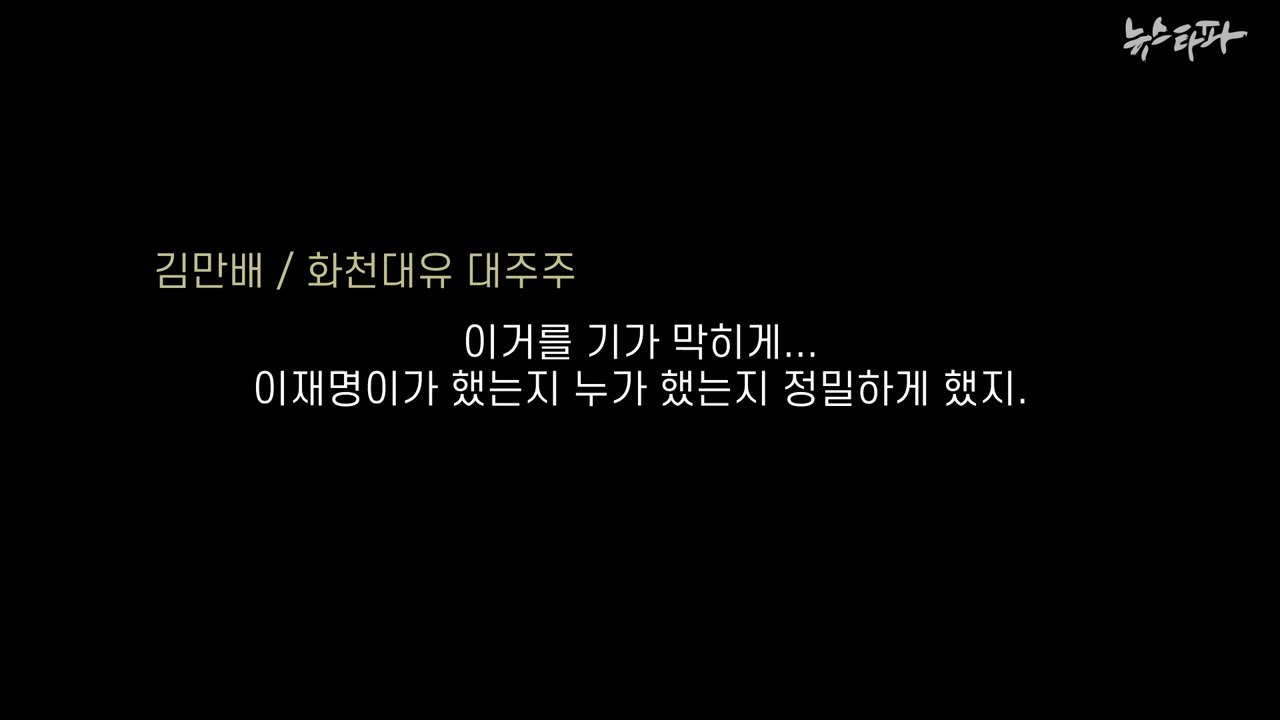 뉴스타파
김만배 / 화천대유 대주주
이거를 기가 막히게...
이재명이가 했는지 누가 했는지 정밀하게 했지.